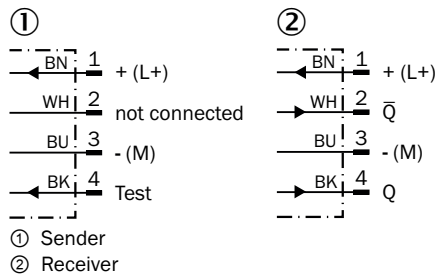 ①
BN 1 + (L+)
WH 2 not connected
BU 3 - (M)
BK 4 Test
②
BN 1 + (L+)
WH 2 Q̅
BU 3 - (M)
BK 4 Q
① Sender
② Receiver